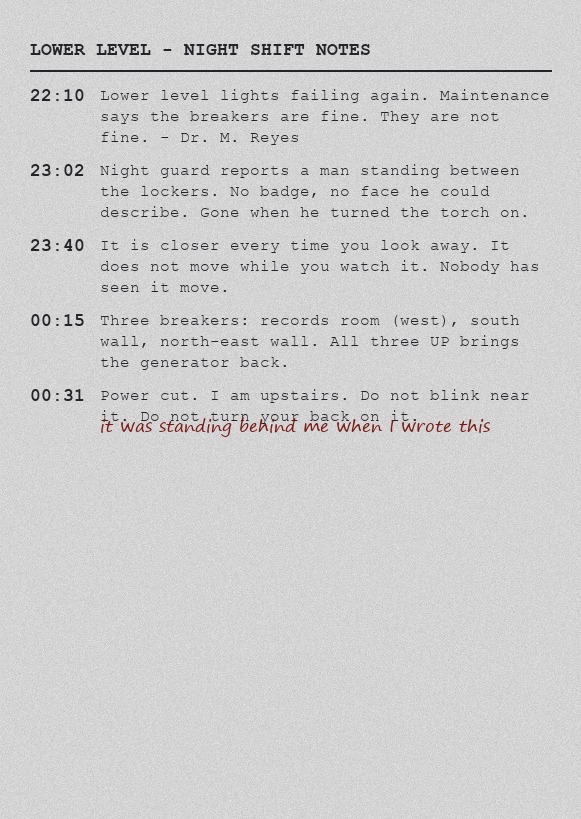 LOWER LEVEL - NIGHT SHIFT NOTES
22:10 Lower level lights failing again. Maintenance
says the breakers are fine. They are not
fine. - Dr. M. Reyes
23:02 Night guard reports a man standing between
the lockers. No badge, no face he could
describe. Gone when he turned the torch on.
23:40 It is closer every time you look away. It
does not move while you watch it. Nobody has
seen it move.
00:15 Three breakers: records room (west), south
wall, north-east wall. All three UP brings
the generator back.
00:31 Power cut. I am upstairs. Do not blink near
it. Do not turn your back on it.
it was standing behind me when I wrote this